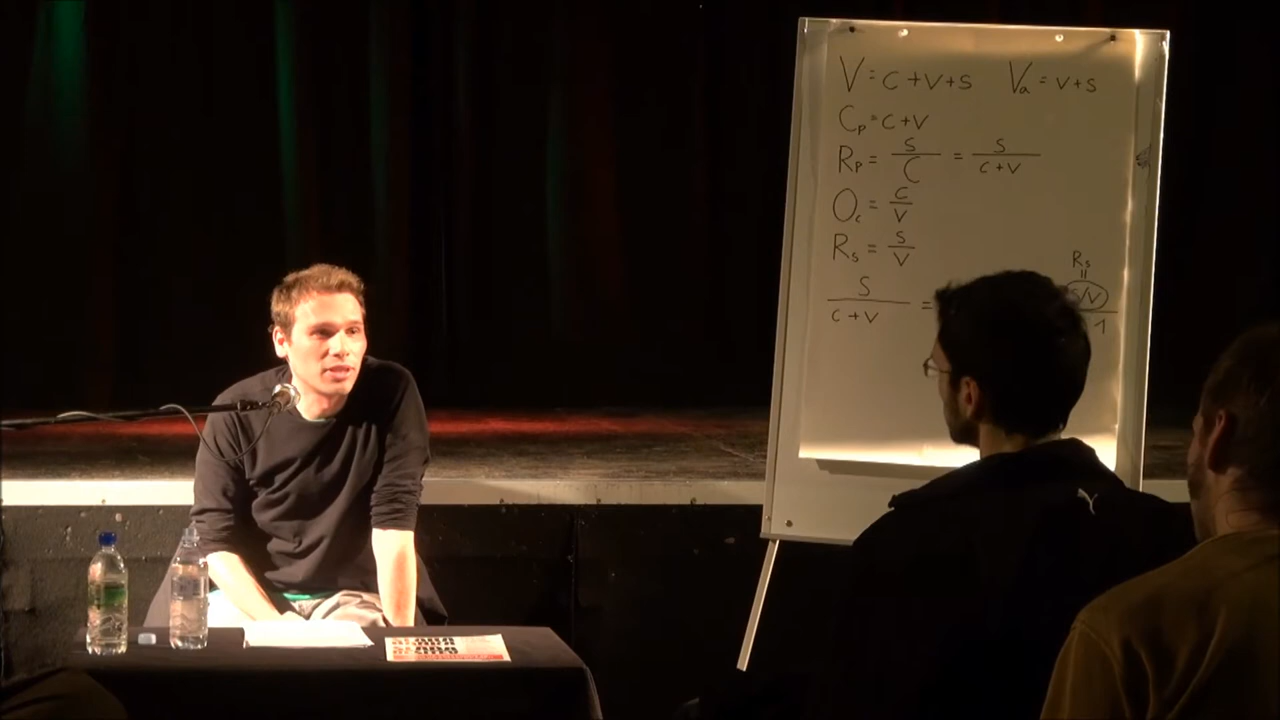 V = C + V + S    Va = V + S
Cp = C + V
Rp = S/C = S/(C + V)
Oc = C/V
Rs = S/V
Rs
=
S/(C + V) = S/V
1